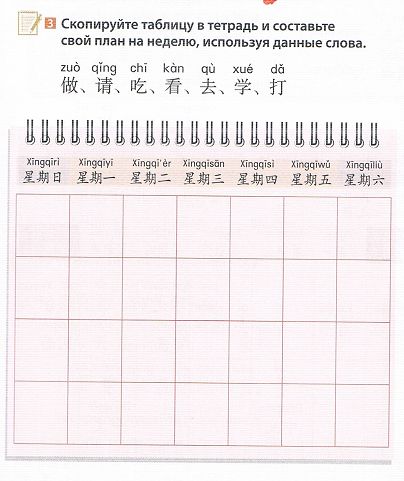 3 Скопируйте таблицу в тетрадь и составьте
свой план на неделю, используя данные слова.
zuò qǐng chī kàn qù xué dǎ
做、请、吃、看、去、学、打
Xīngqīrì Xīngqīyī Xīngqī'èr Xīngqīsān Xīngqīsì Xīngqīwǔ Xīngqīliù
星期日 星期一 星期二 星期三 星期四 星期五 星期六